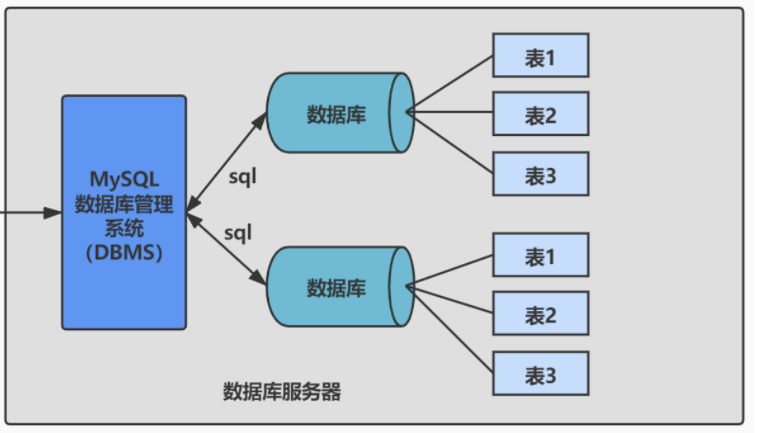 MySQL
数据库管理
系统
（DBMS）
sql
sql
数据库
表1
表2
表3
数据库
表1
表2
表3
数据库服务器